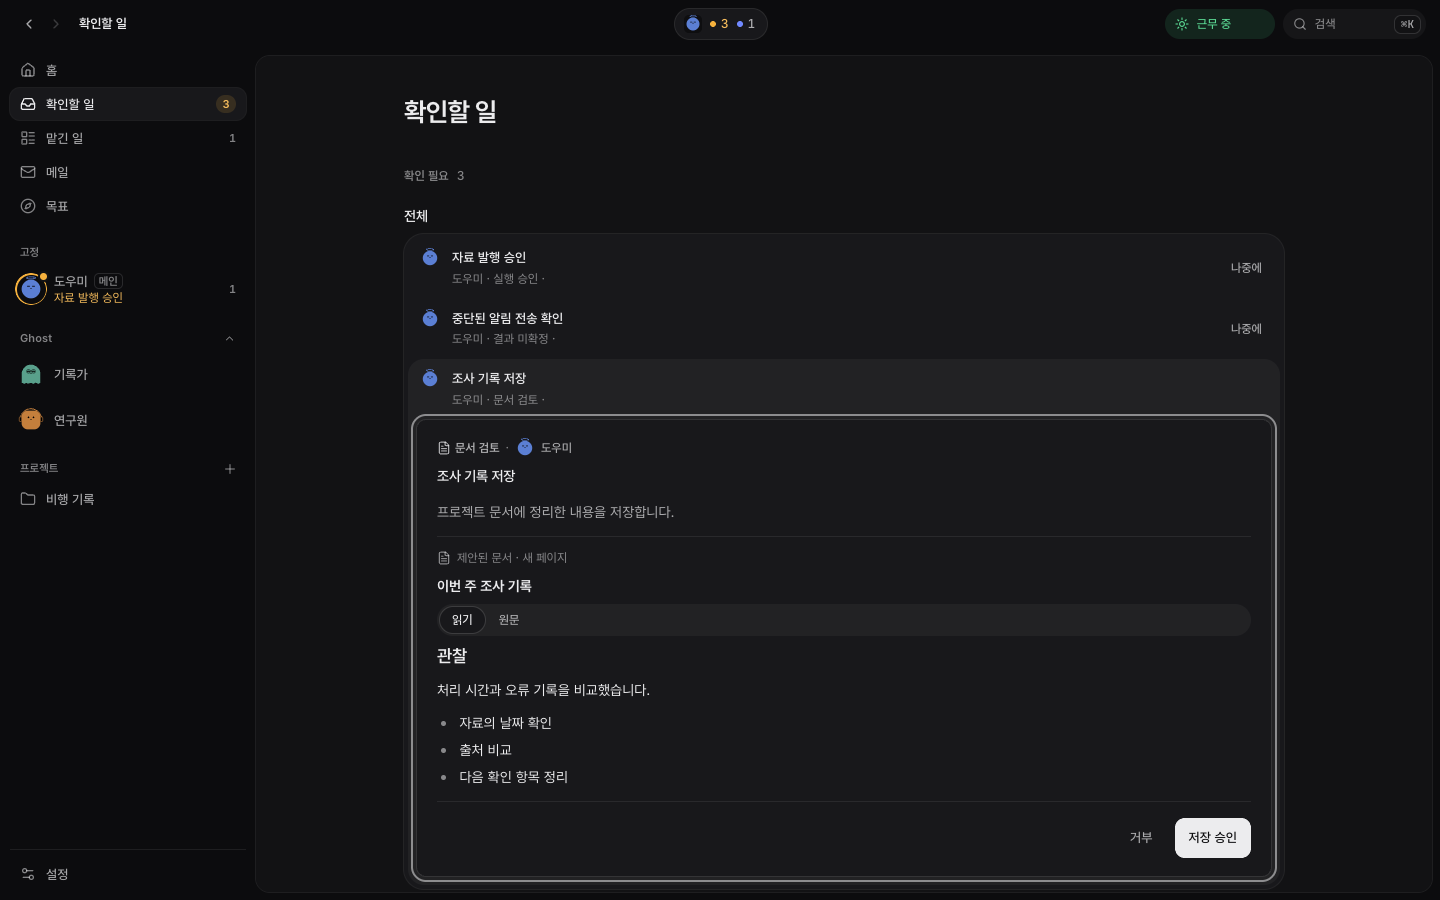 확인할 일
3 1
근무 중
검색 ⌘K
홈
확인할 일 3
맡긴 일 1
메일
목표
고정
도우미 메인
자료 발행 승인
1
Ghost
기록가
연구원
프로젝트
비행 기록
설정
확인할 일
확인 필요 3
전체
자료 발행 승인
도우미 · 실행 승인 ·
나중에
중단된 알림 전송 확인
도우미 · 결과 미확정 ·
나중에
조사 기록 저장
도우미 · 문서 검토 ·
문서 검토 · 도우미
조사 기록 저장
프로젝트 문서에 정리한 내용을 저장합니다.
제안된 문서 · 새 페이지
이번 주 조사 기록
읽기 원문
관찰
처리 시간과 오류 기록을 비교했습니다.
• 자료의 날짜 확인
• 출처 비교
• 다음 확인 항목 정리
거부 저장 승인